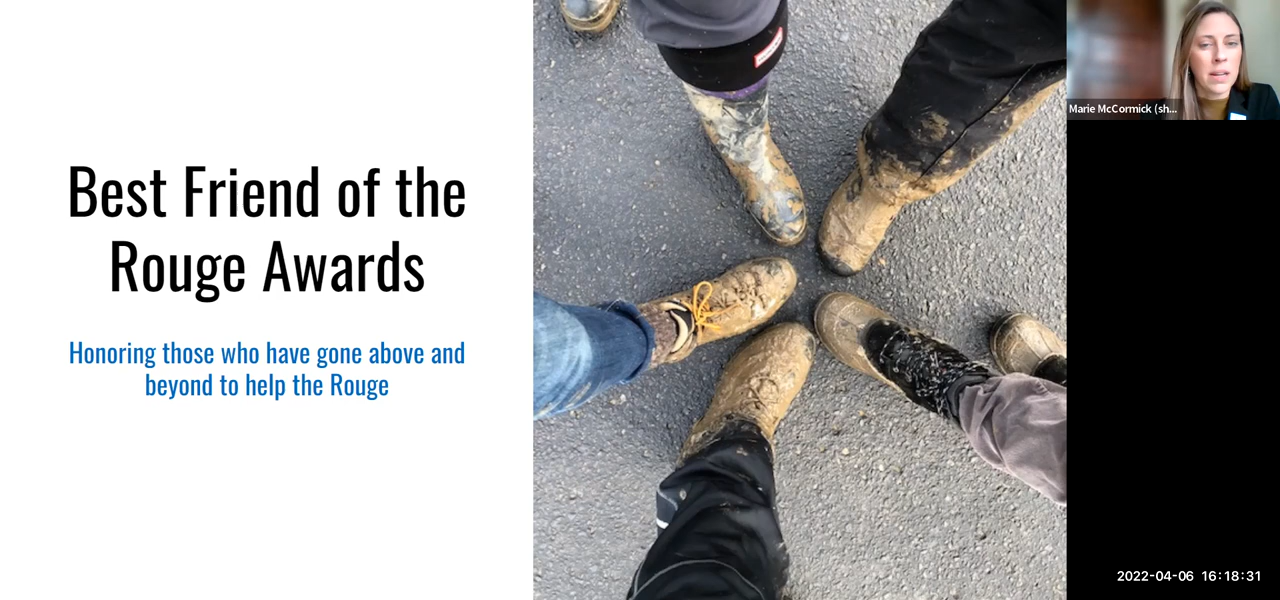 Best Friend of the
Rouge Awards
Honoring those who have gone above and
beyond to help the Rouge
Marie McCormick (sh...
2022-04-06 16:18:31